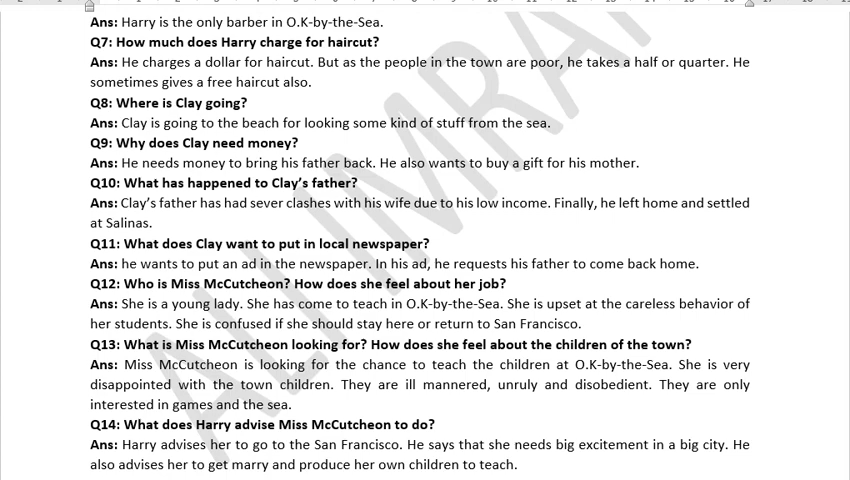 Ans: Harry is the only barber in O.K-by-the-Sea.
Q7: How much does Harry charge for haircut?
Ans: He charges a dollar for haircut. But as the people in the town are poor, he takes a half or quarter. He
sometimes gives a free haircut also.
Q8: Where is Clay going?
Ans: Clay is going to the beach for looking some kind of stuff from the sea.
Q9: Why does Clay need money?
Ans: He needs money to bring his father back. He also wants to buy a gift for his mother.
Q10: What has happened to Clay’s father?
Ans: Clay’s father has had sever clashes with his wife due to his low income. Finally, he left home and settled
at Salinas.
Q11: What does Clay want to put in local newspaper?
Ans: he wants to put an ad in the newspaper. In his ad, he requests his father to come back home.
Q12: Who is Miss McCutcheon? How does she feel about her job?
Ans: She is a young lady. She has come to teach in O.K-by-the-Sea. She is upset at the careless behavior of
her students. She is confused if she should stay here or return to San Francisco.
Q13: What is Miss McCutcheon looking for? How does she feel about the children of the town?
Ans: Miss McCutcheon is looking for the chance to teach the children at O.K-by-the-Sea. She is very
disappointed with the town children. They are ill mannered, unruly and disobedient. They are only
interested in games and the sea.
Q14: What does Harry advise Miss McCutcheon to do?
Ans: Harry advises her to go to the San Francisco. He says that she needs big excitement in a big city. He
also advises her to get marry and produce her own children to teach.
ALI IMRAN